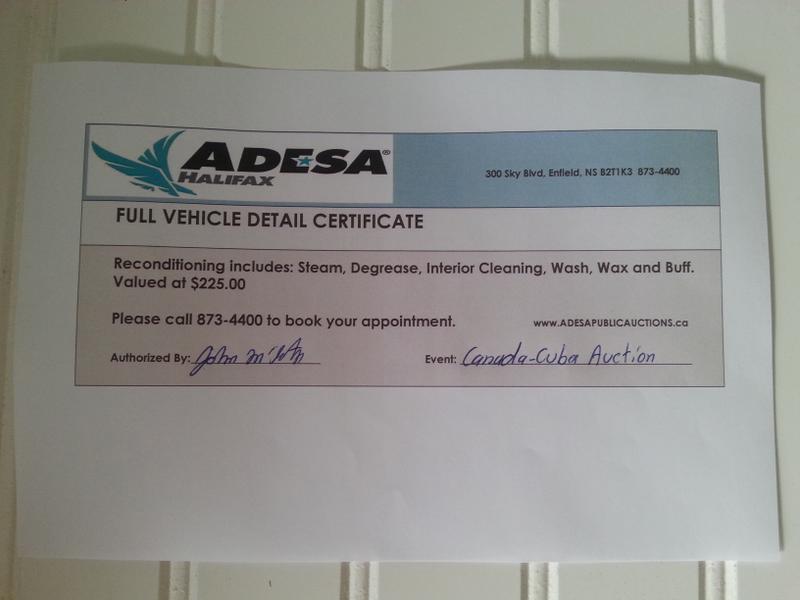 ADESA®
HALIFAX
300 Sky Blvd, Enfield, NS B2T1K3 873-4400
FULL VEHICLE DETAIL CERTIFICATE
Reconditioning includes: Steam, Degrease, Interior Cleaning, Wash, Wax and Buff.
Valued at $225.00
Please call 873-4400 to book your appointment.
www.ADESAPUBLICAUCTIONS.ca
Authorized By: John
Event: Canada-Cuba Auction